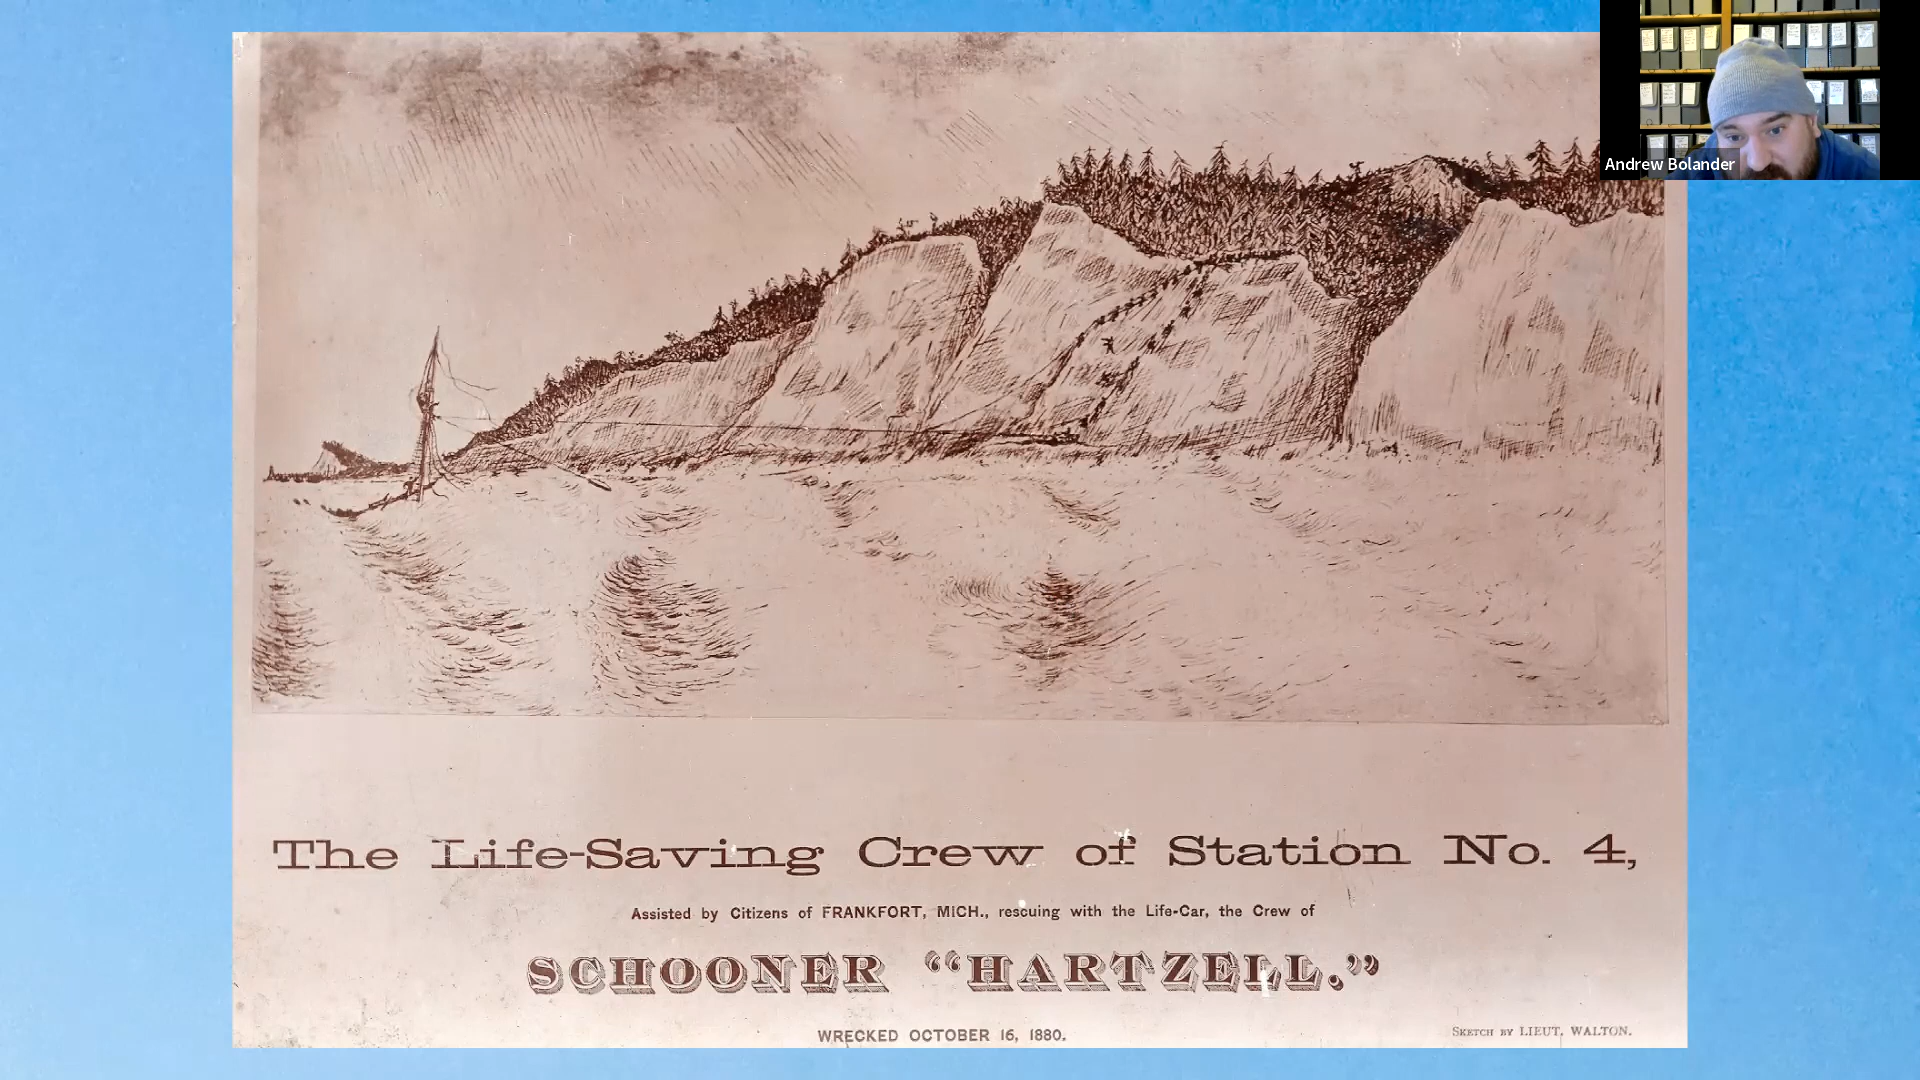 Andrew Bolander
The Life-Saving Crew of Station No. 4,
Assisted by Citizens of FRANKFORT, MICH., rescuing with the Life-Car, the Crew of
SCHOONER “HARTZELL.”
WRECKED OCTOBER 16, 1880.
SKETCH BY LIEUT. WALTON.